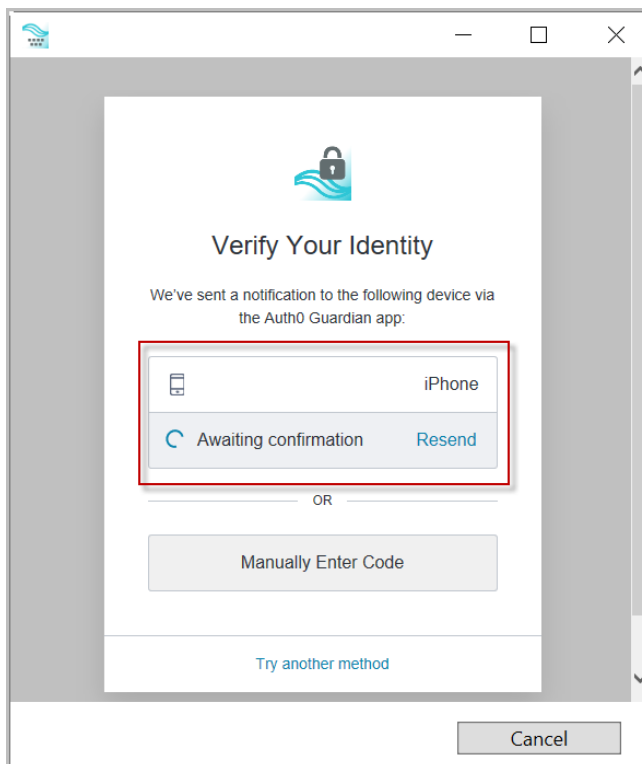 Verify Your Identity
We've sent a notification to the following device via
the Auth0 Guardian app:
iPhone
Awaiting confirmation Resend
OR
Manually Enter Code
Try another method
Cancel